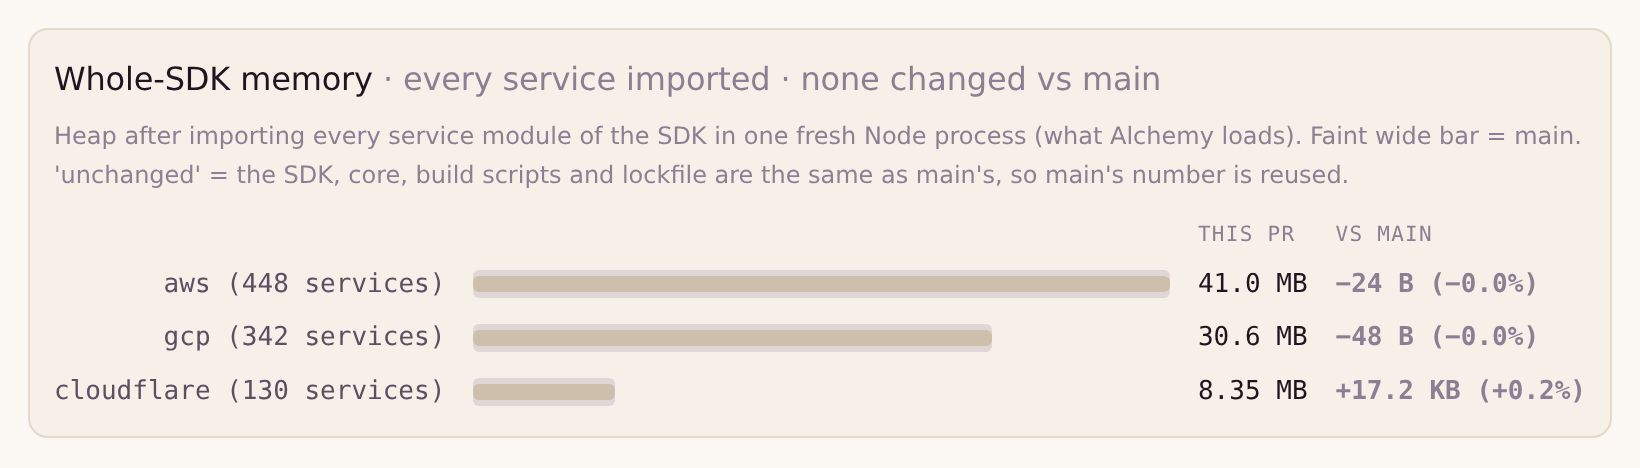 Whole-SDK memory · every service imported · none changed vs main
Heap after importing every service module of the SDK in one fresh Node process (what Alchemy loads). Faint wide bar = main.
'unchanged' = the SDK, core, build scripts and lockfile are the same as main's, so main's number is reused.
THIS PR VS MAIN
aws (448 services) 41.0 MB −24 B (−0.0%)
gcp (342 services) 30.6 MB −48 B (−0.0%)
cloudflare (130 services) 8.35 MB +17.2 KB (+0.2%)